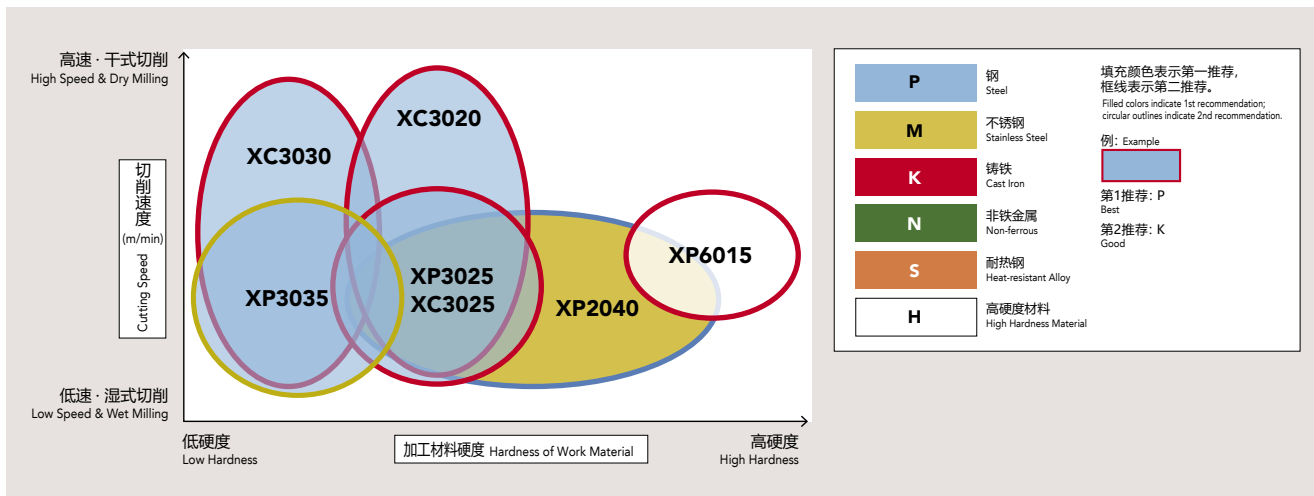 高速 · 干式切削
High Speed & Dry Milling
切削速度
(m/min)
Cutting Speed
低速 · 湿式切削
Low Speed & Wet Milling
XC3030
XC3020
XP3035
XP3025
XC3025
XP2040
XP6015
低硬度
Low Hardness
加工材料硬度 Hardness of Work Material
高硬度
High Hardness
P
钢
Steel
M
不锈钢
Stainless Steel
K
铸铁
Cast Iron
N
非铁金属
Non-ferrous
S
耐热钢
Heat-resistant Alloy
H
高硬度材料
High Hardness Material
填充颜色表示第一推荐,
框线表示第二推荐。
Filled colors indicate 1st recommendation;
circular outlines indicate 2nd recommendation.
例: Example
第1推荐: P
Best
第2推荐: K
Good